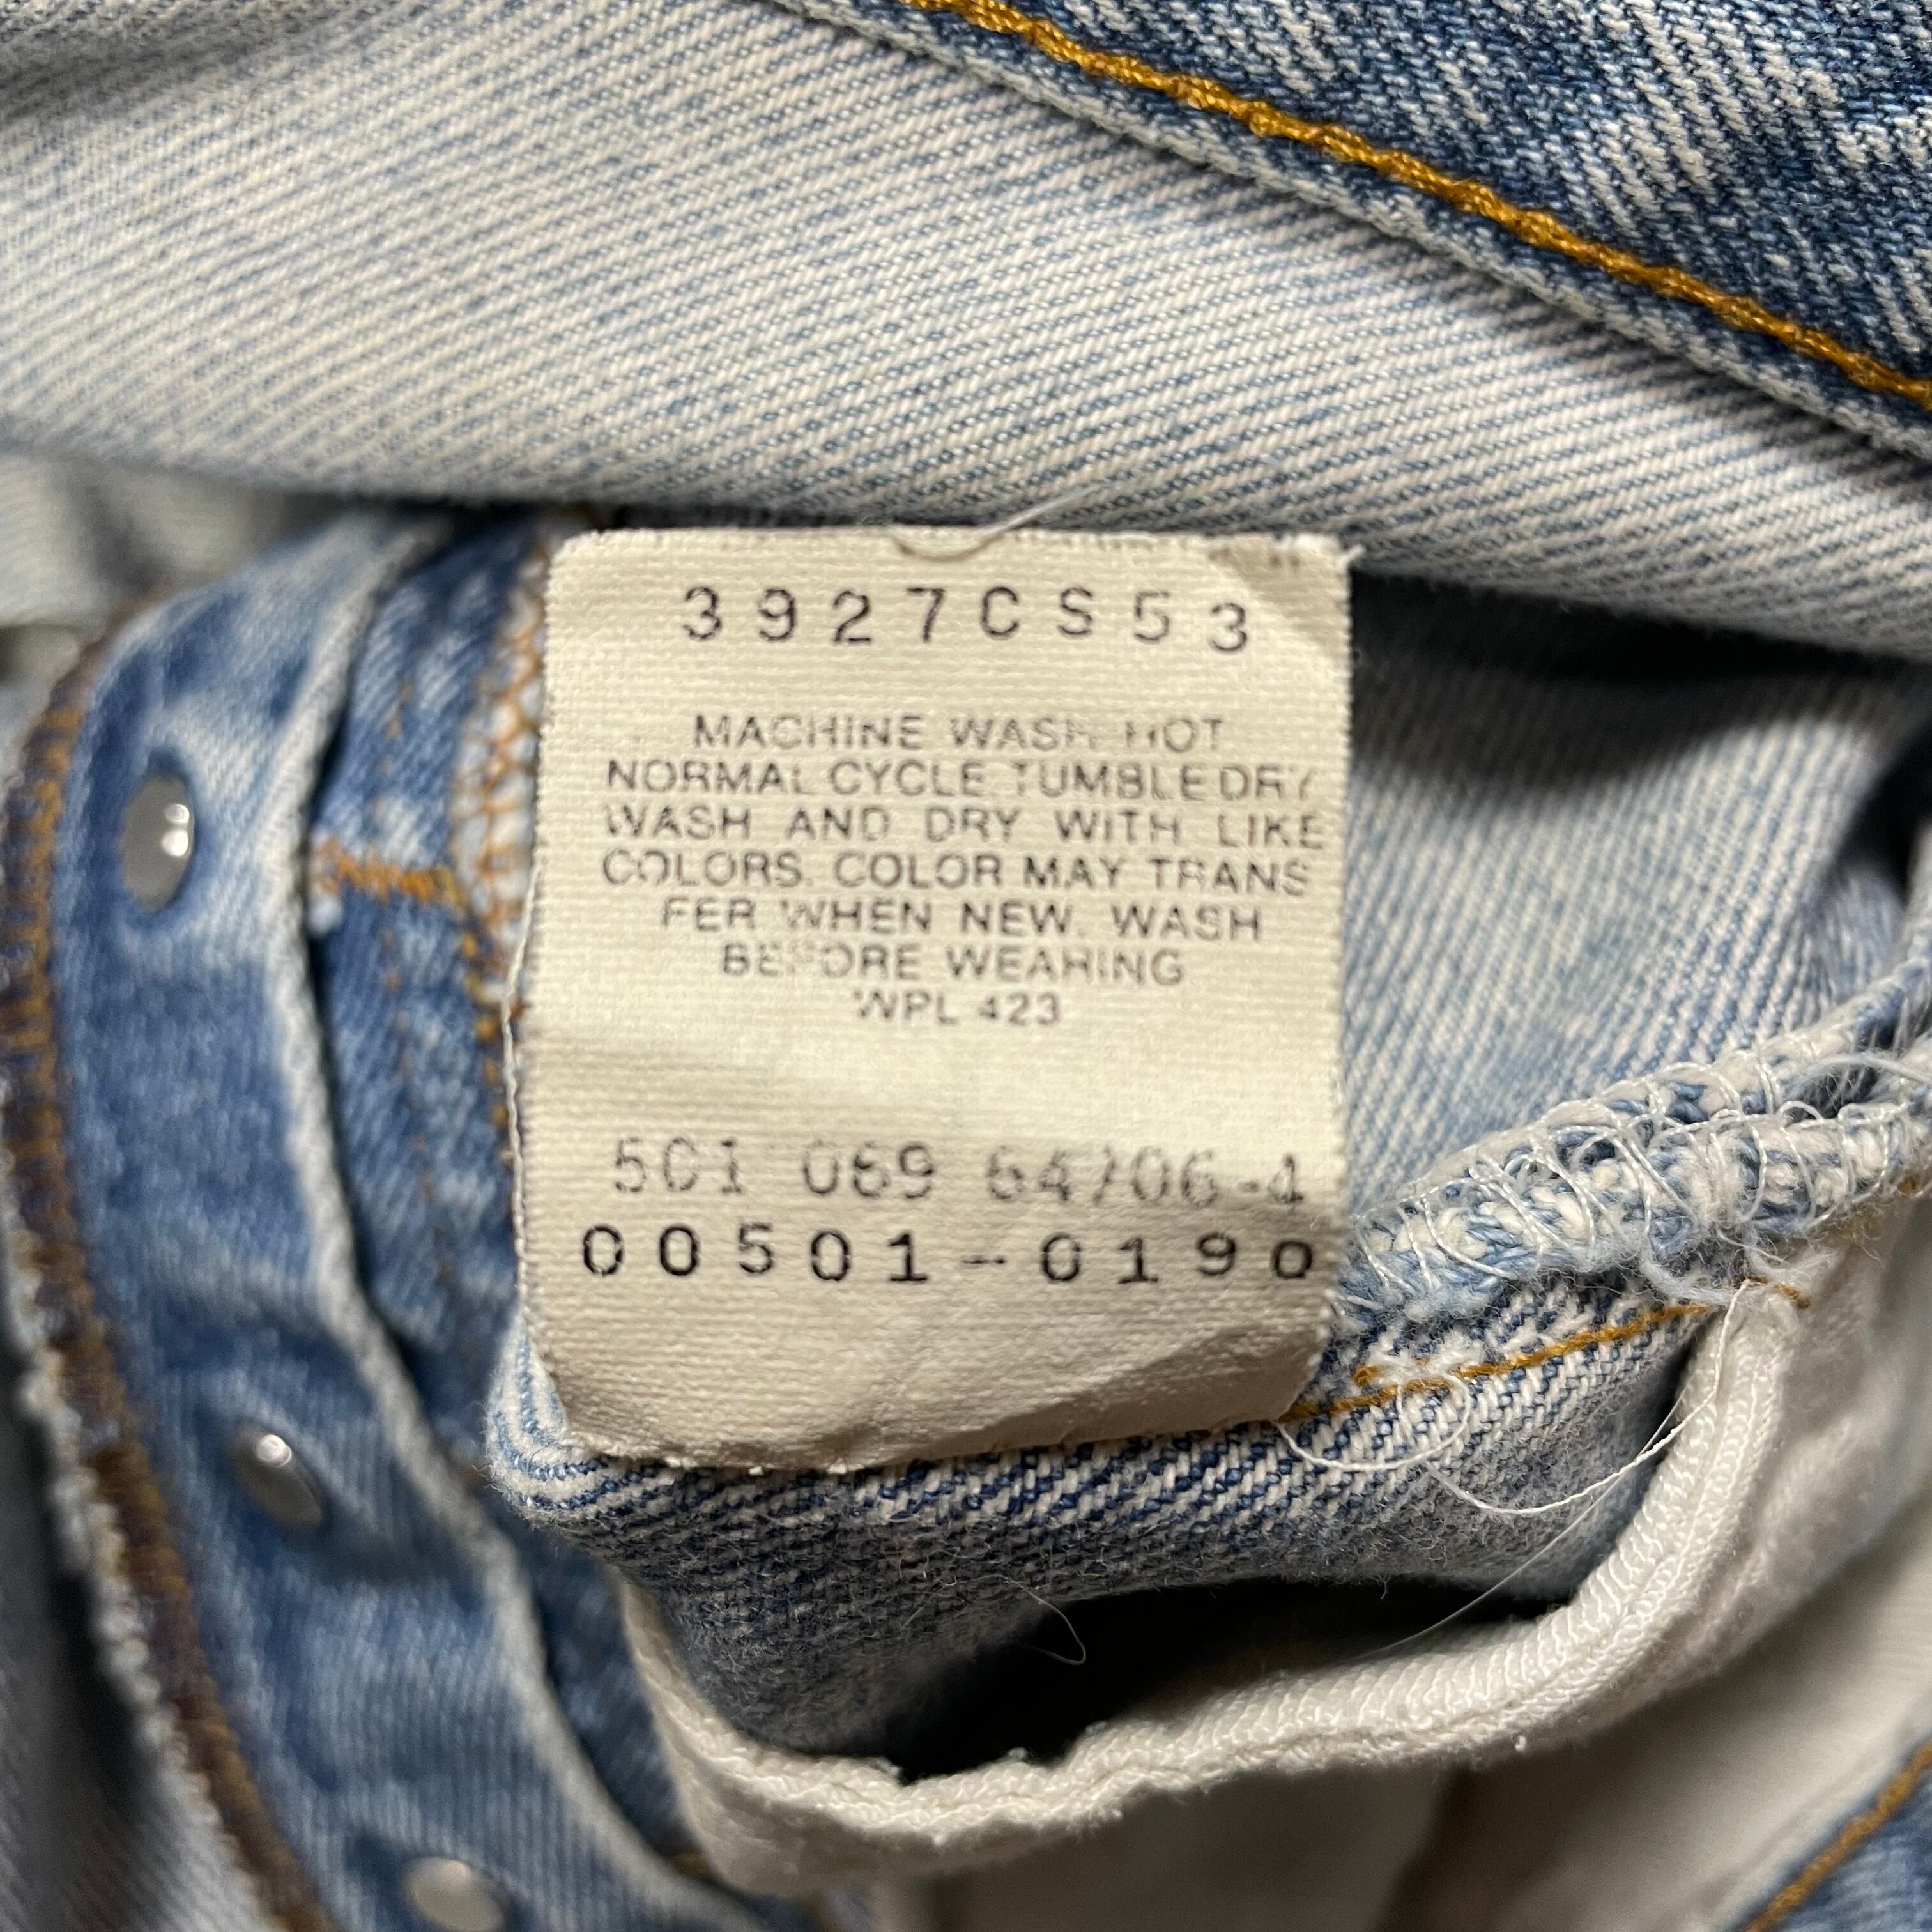 3927CS53
MACHINE WASH HOT
NORMAL CYCLE TUMBLE DRY
WASH AND DRY WITH LIKE
COLORS. COLOR MAY TRANS
FER WHEN NEW. WASH
BEFORE WEARING
WPL 423
501 069 64706-4
00501-0190